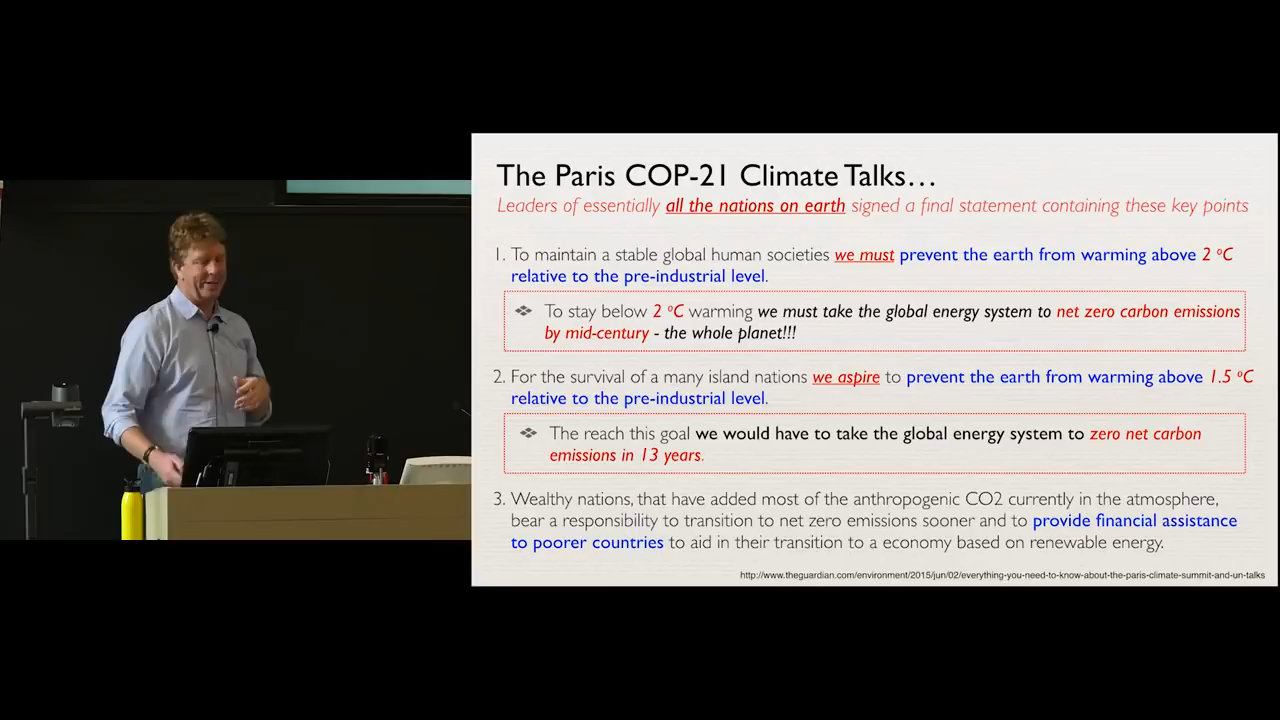 The Paris COP-21 Climate Talks…
Leaders of essentially all the nations on earth signed a final statement containing these key points
1. To maintain a stable global human societies we must prevent the earth from warming above 2 °C
relative to the pre-industrial level.
❖ To stay below 2 °C warming we must take the global energy system to net zero carbon emissions
by mid-century - the whole planet!!!
2. For the survival of a many island nations we aspire to prevent the earth from warming above 1.5 °C
relative to the pre-industrial level.
❖ The reach this goal we would have to take the global energy system to zero net carbon
emissions in 13 years.
3. Wealthy nations, that have added most of the anthropogenic CO2 currently in the atmosphere,
bear a responsibility to transition to net zero emissions sooner and to provide financial assistance
to poorer countries to aid in their transition to a economy based on renewable energy.
http://www.theguardian.com/environment/2015/jun/02/everything-you-need-to-know-about-the-paris-climate-summit-and-un-talks